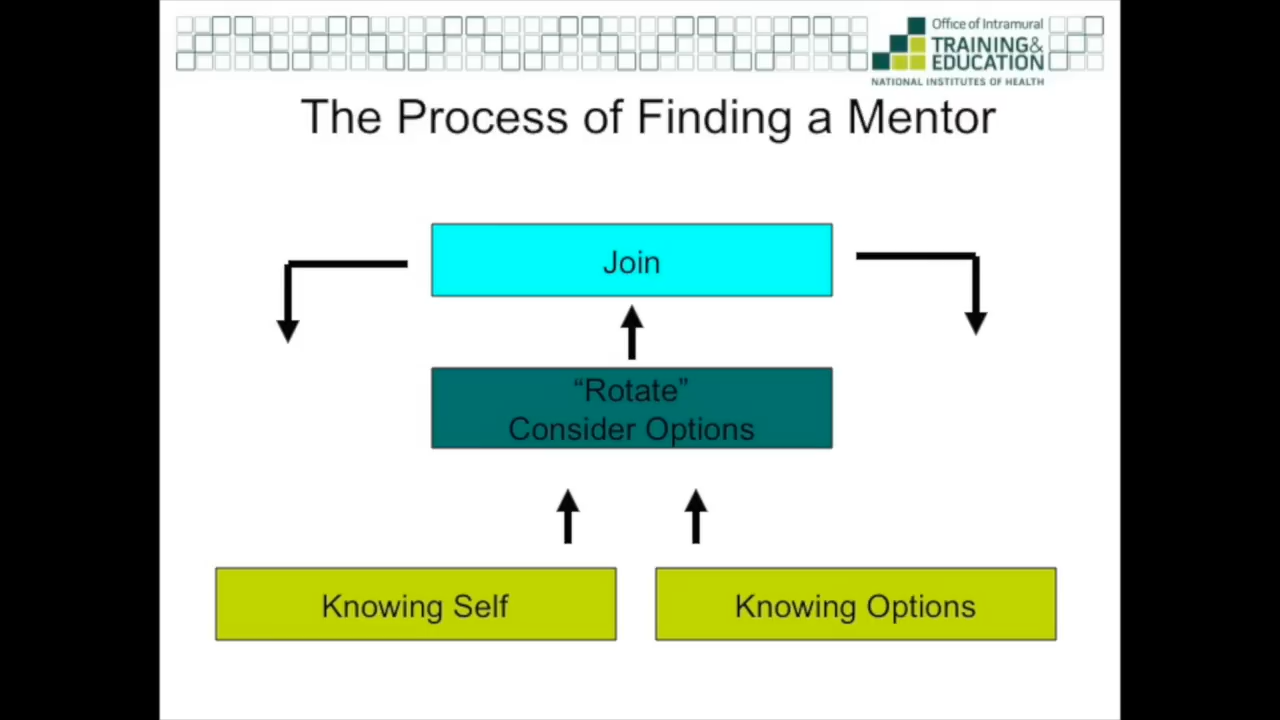 Office of Intramural
TRAINING&
EDUCATION
NATIONAL INSTITUTES OF HEALTH
The Process of Finding a Mentor
Join
“Rotate”
Consider Options
Knowing Self
Knowing Options